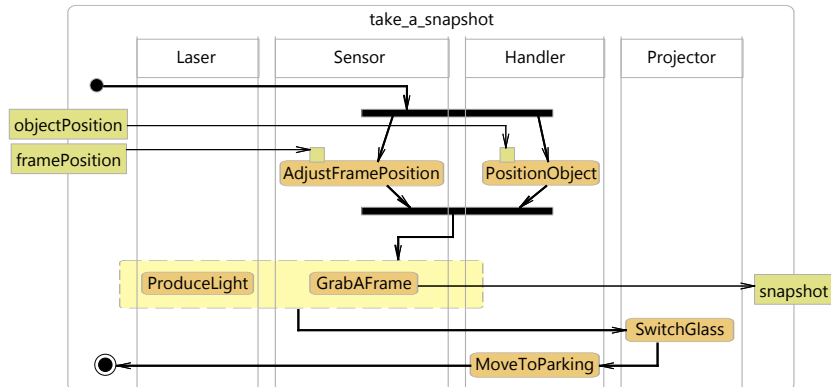 take_a_snapshot
Laser
Sensor
Handler
Projector
objectPosition
framePosition
AdjustFramePosition
PositionObject
ProduceLight
GrabAFrame
snapshot
SwitchGlass
MoveToParking